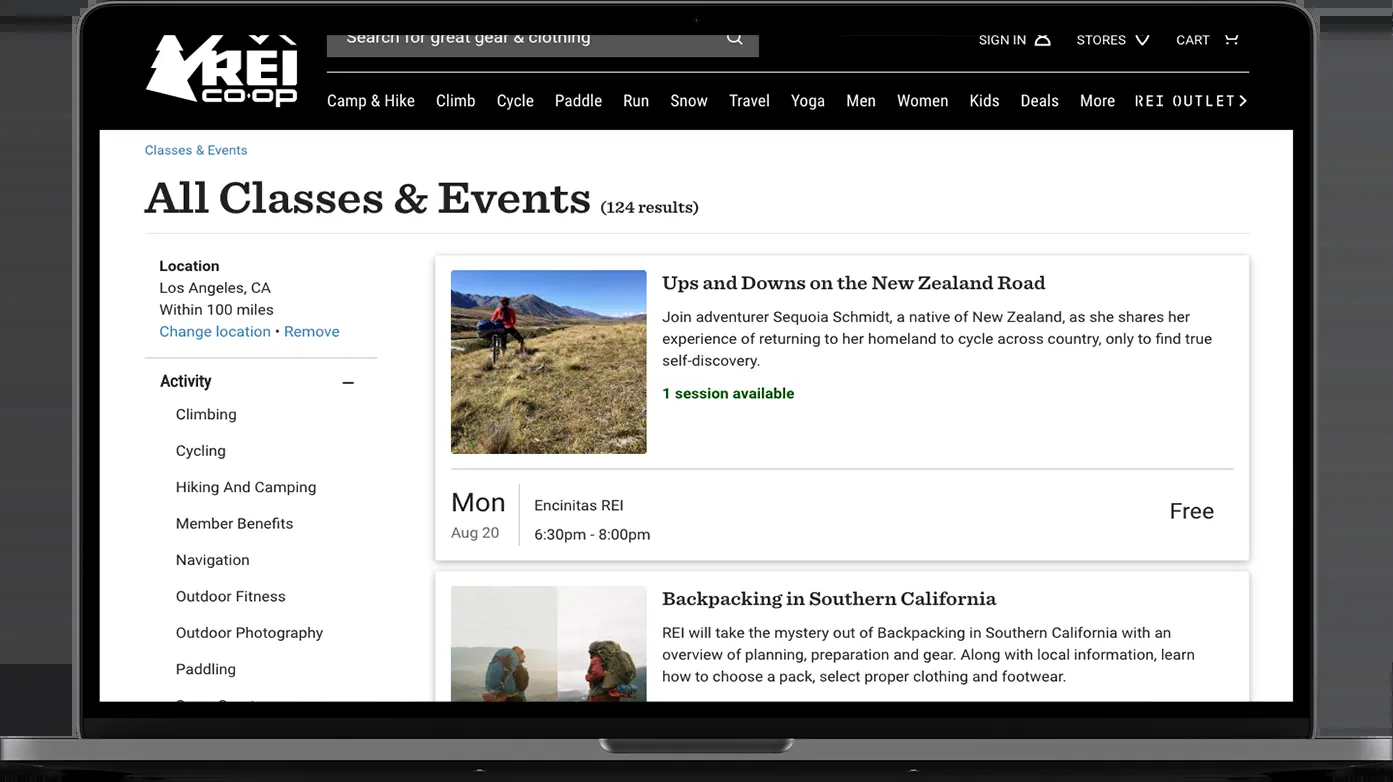 Search for great gear & clothing
SIGN IN
STORES
CART
REI
CO·OP
Camp & Hike
Climb
Cycle
Paddle
Run
Snow
Travel
Yoga
Men
Women
Kids
Deals
More
REI OUTLET
Classes & Events
All Classes & Events (124 results)
Location
Los Angeles, CA
Within 100 miles
Change location • Remove
Activity
Climbing
Cycling
Hiking And Camping
Member Benefits
Navigation
Outdoor Fitness
Outdoor Photography
Paddling
Ups and Downs on the New Zealand Road
Join adventurer Sequoia Schmidt, a native of New Zealand, as she shares her
experience of returning to her homeland to cycle across country, only to find true
self-discovery.
1 session available
Mon
Aug 20
Encinitas REI
6:30pm - 8:00pm
Free
Backpacking in Southern California
REI will take the mystery out of Backpacking in Southern California with an
overview of planning, preparation and gear. Along with local information, learn
how to choose a pack, select proper clothing and footwear.